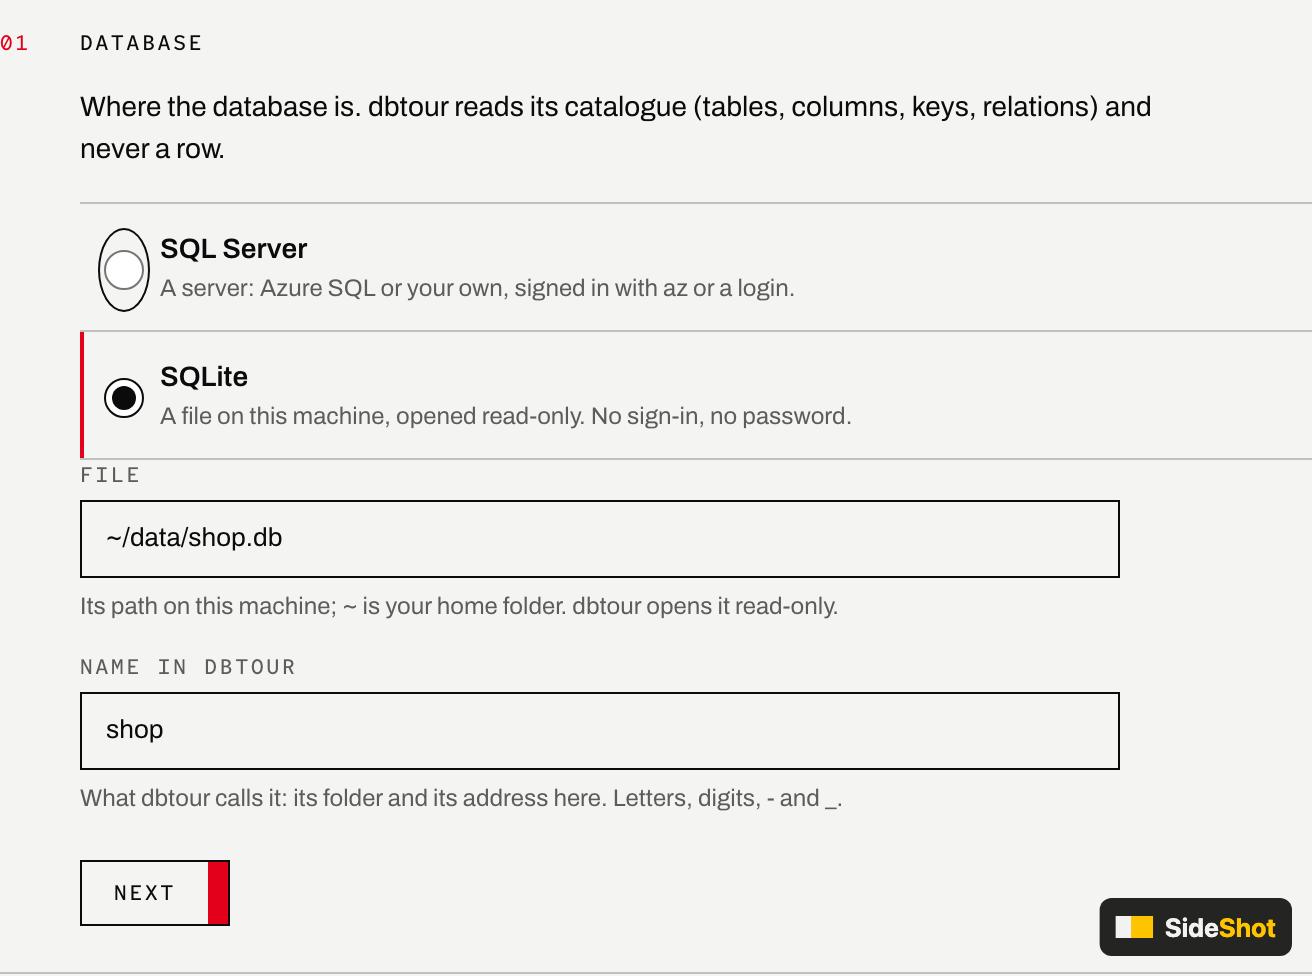 01 DATABASE
Where the database is. dbtour reads its catalogue (tables, columns, keys, relations) and
never a row.
SQL Server
A server: Azure SQL or your own, signed in with az or a login.
SQLite
A file on this machine, opened read-only. No sign-in, no password.
FILE
~/data/shop.db
Its path on this machine; ~ is your home folder. dbtour opens it read-only.
NAME IN DBTOUR
shop
What dbtour calls it: its folder and its address here. Letters, digits, - and _.
NEXT
SideShot